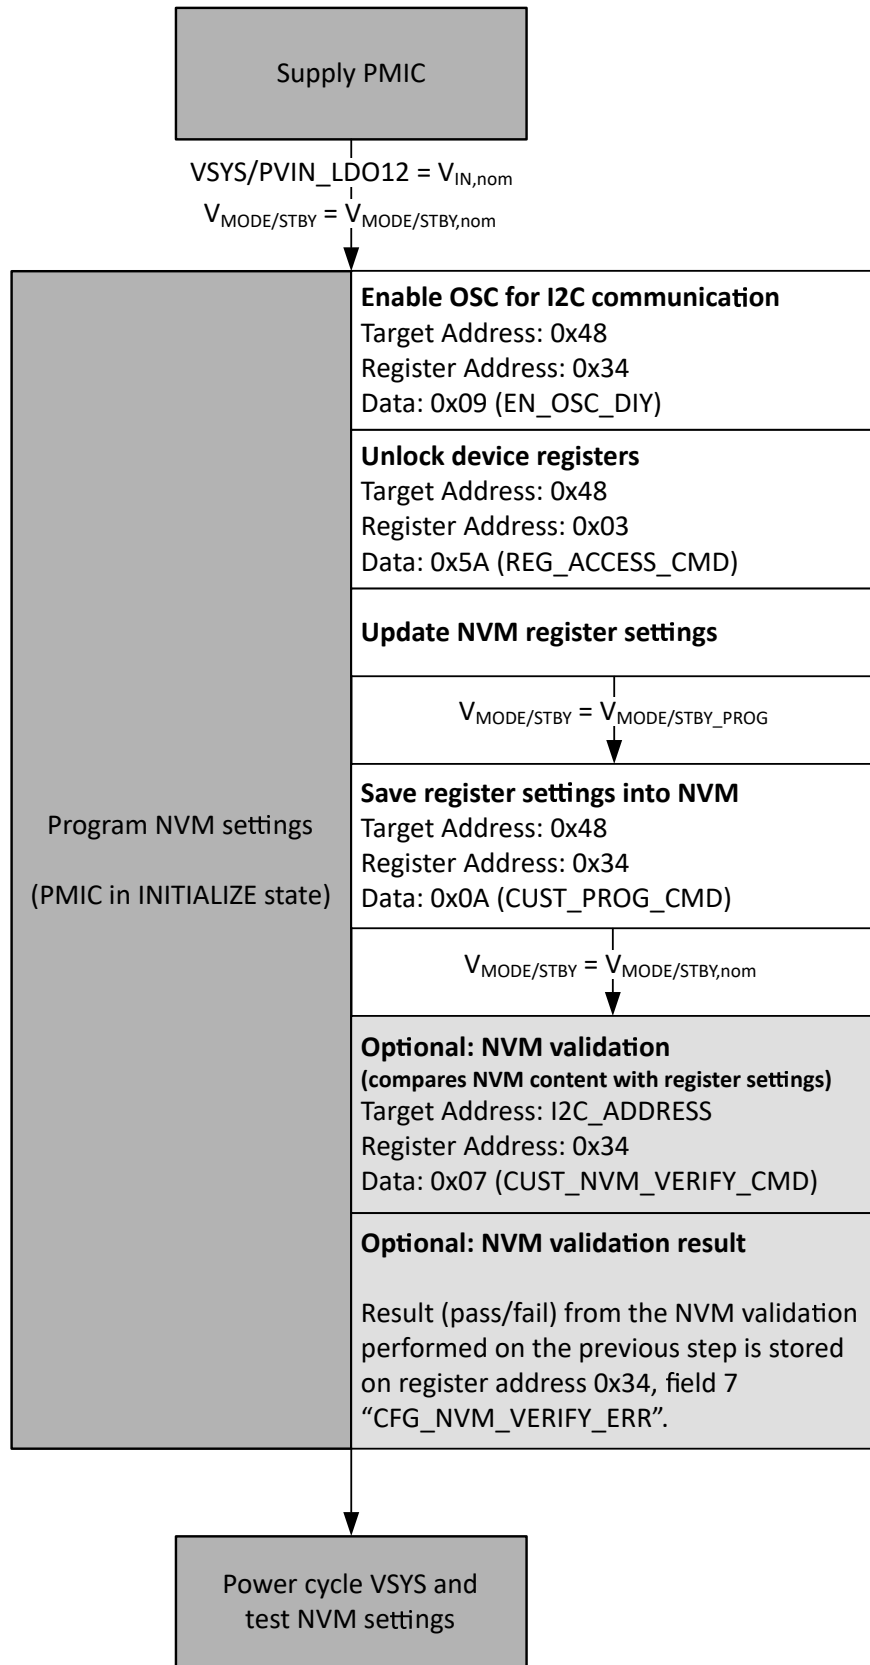 Supply PMIC
VSYS/PVIN_LDO12 = VIN,nom
VMODE/STBY = VMODE/STBY,nom
Program NVM settings
(PMIC in INITIALIZE state)
Enable OSC for I2C communication
Target Address: 0x48
Register Address: 0x34
Data: 0x09 (EN_OSC_DIY)
Unlock device registers
Target Address: 0x48
Register Address: 0x03
Data: 0x5A (REG_ACCESS_CMD)
Update NVM register settings
VMODE/STBY = VMODE/STBY_PROG
Save register settings into NVM
Target Address: 0x48
Register Address: 0x34
Data: 0x0A (CUST_PROG_CMD)
VMODE/STBY = VMODE/STBY,nom
Optional: NVM validation
(compares NVM content with register settings)
Target Address: I2C_ADDRESS
Register Address: 0x34
Data: 0x07 (CUST_NVM_VERIFY_CMD)
Optional: NVM validation result
Result (pass/fail) from the NVM validation
performed on the previous step is stored
on register address 0x34, field 7
“CFG_NVM_VERIFY_ERR”.
Power cycle VSYS and
test NVM settings